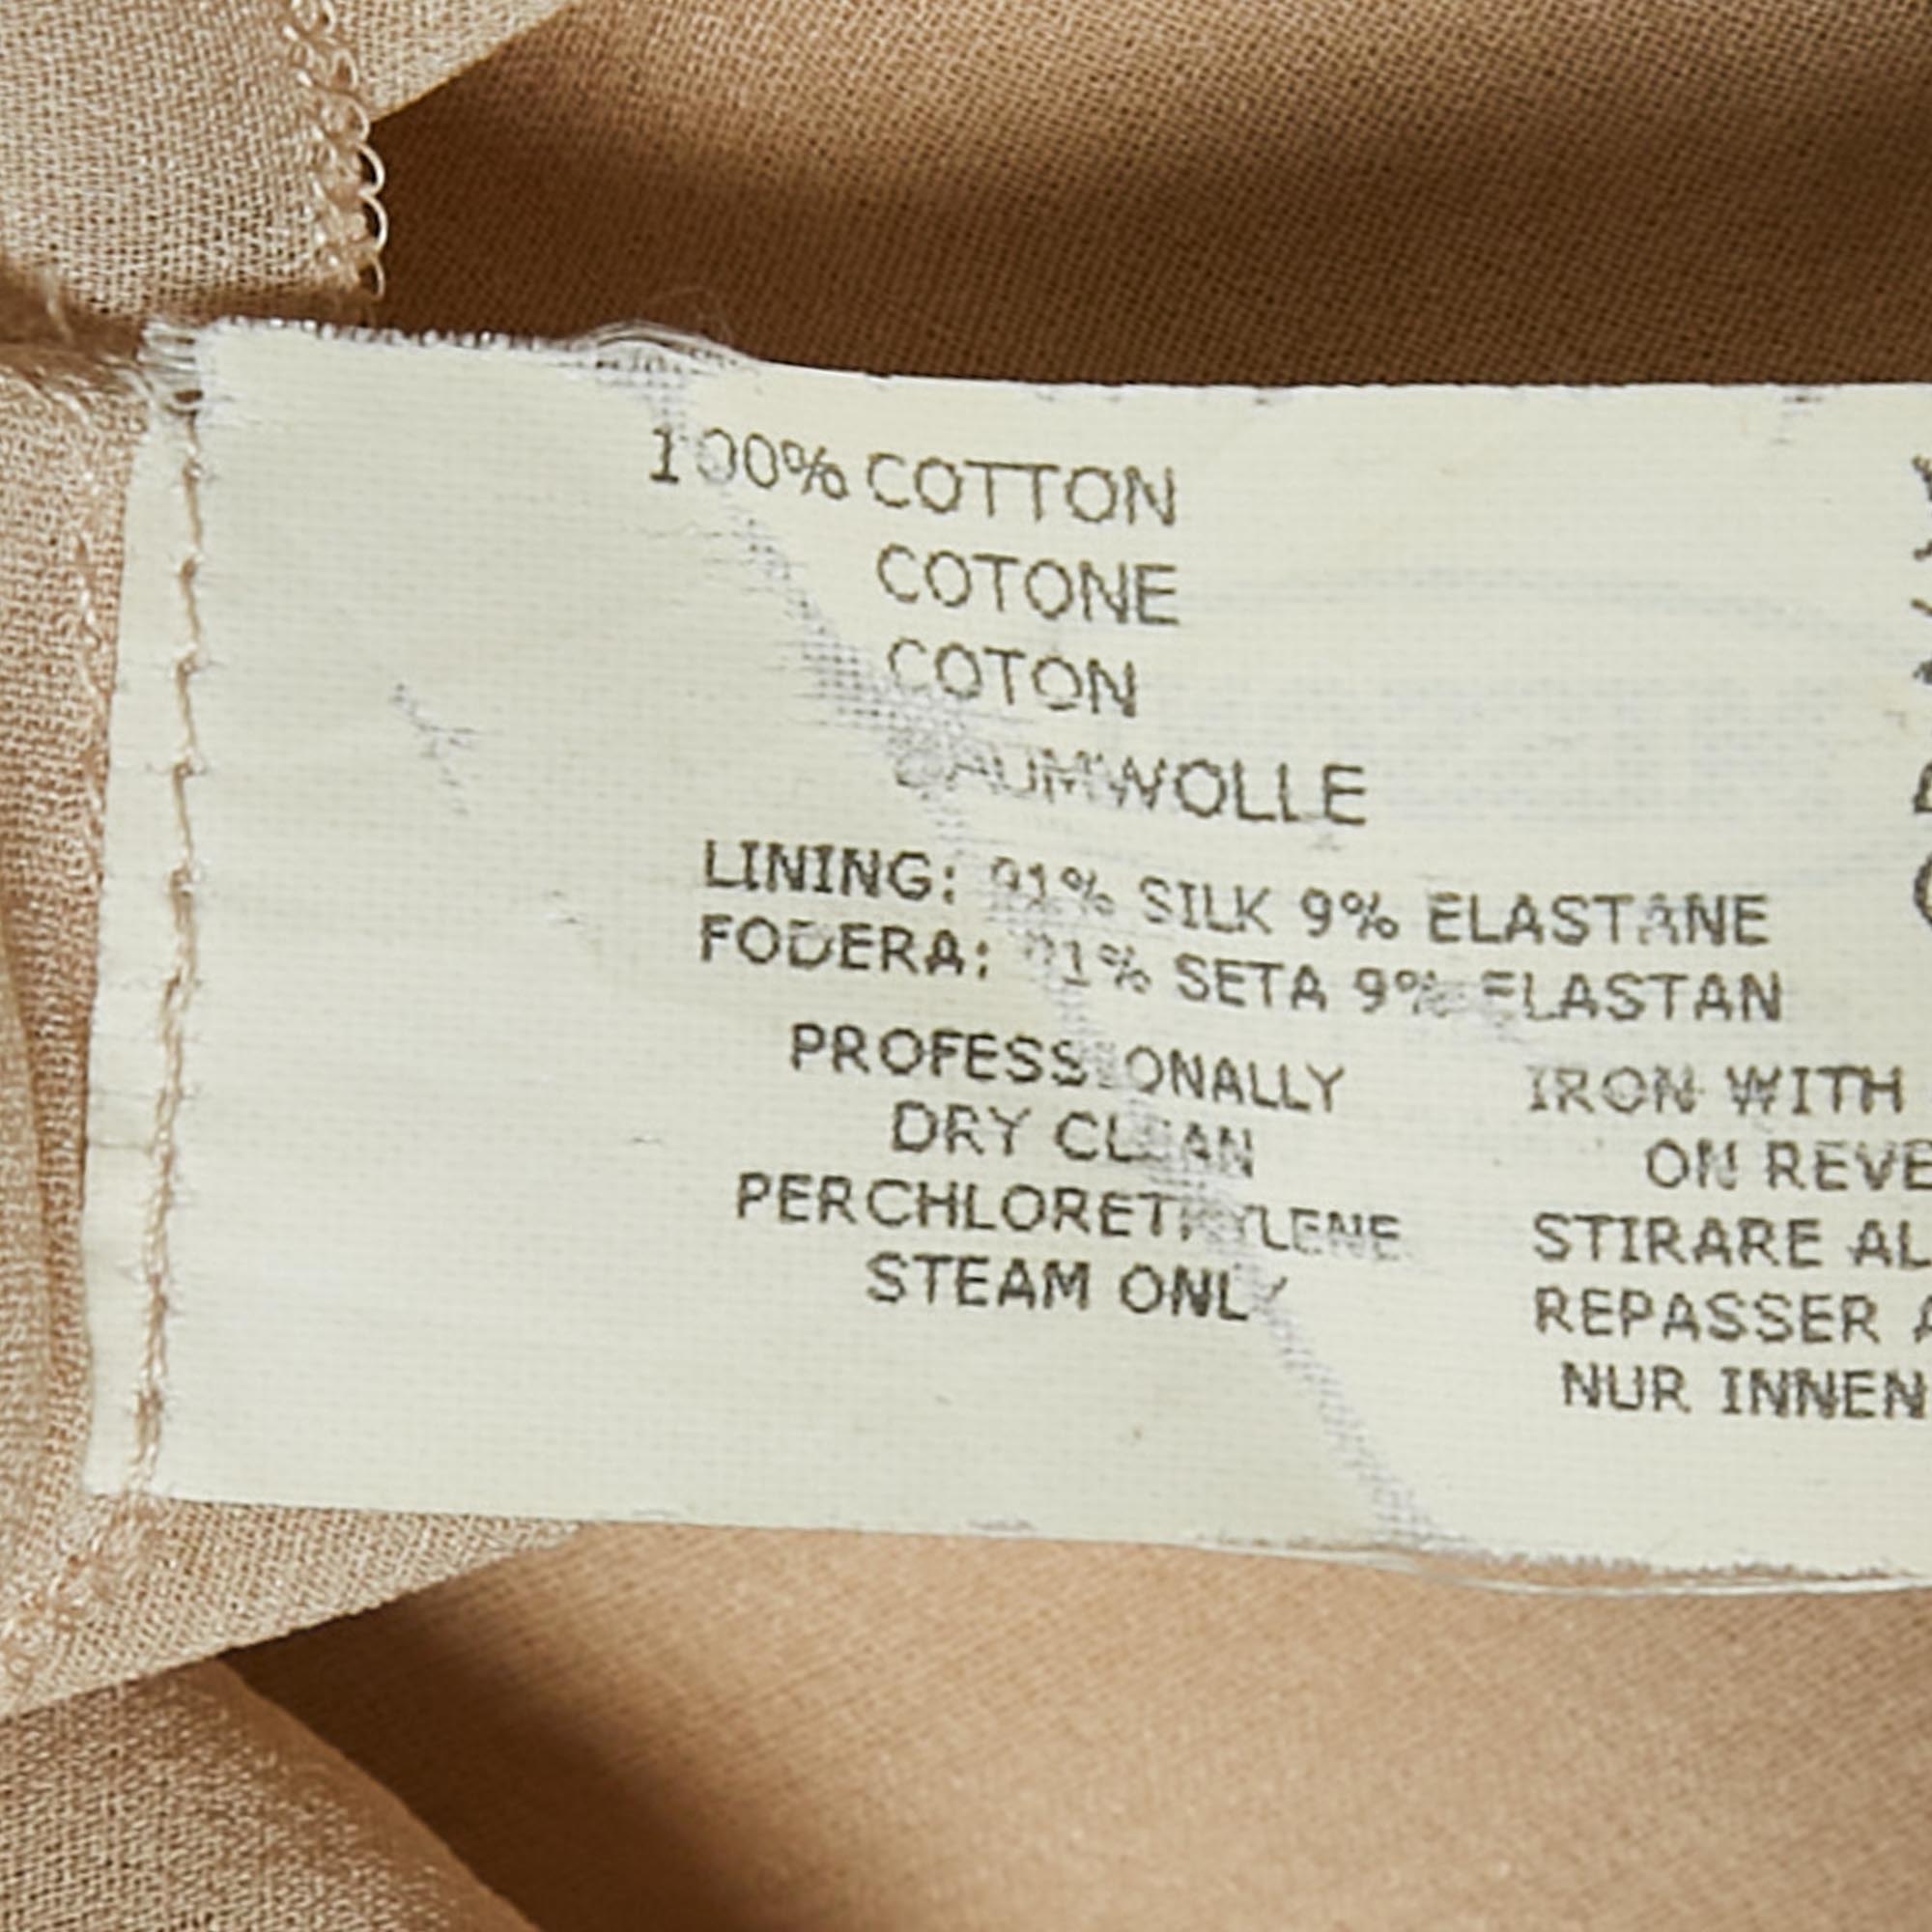 100% COTTON
COTONE
COTON
BAUMWOLLE
LINING: 91% SILK 9% ELASTANE
FODERA: 91% SETA 9% ELASTAN
PROFESSIONALLY
DRY CLEAN
PERCHLORETHYLENE
STEAM ONLY
IRON WITH
ON REVE
STIRARE AL
REPASSER A
NUR INNEN